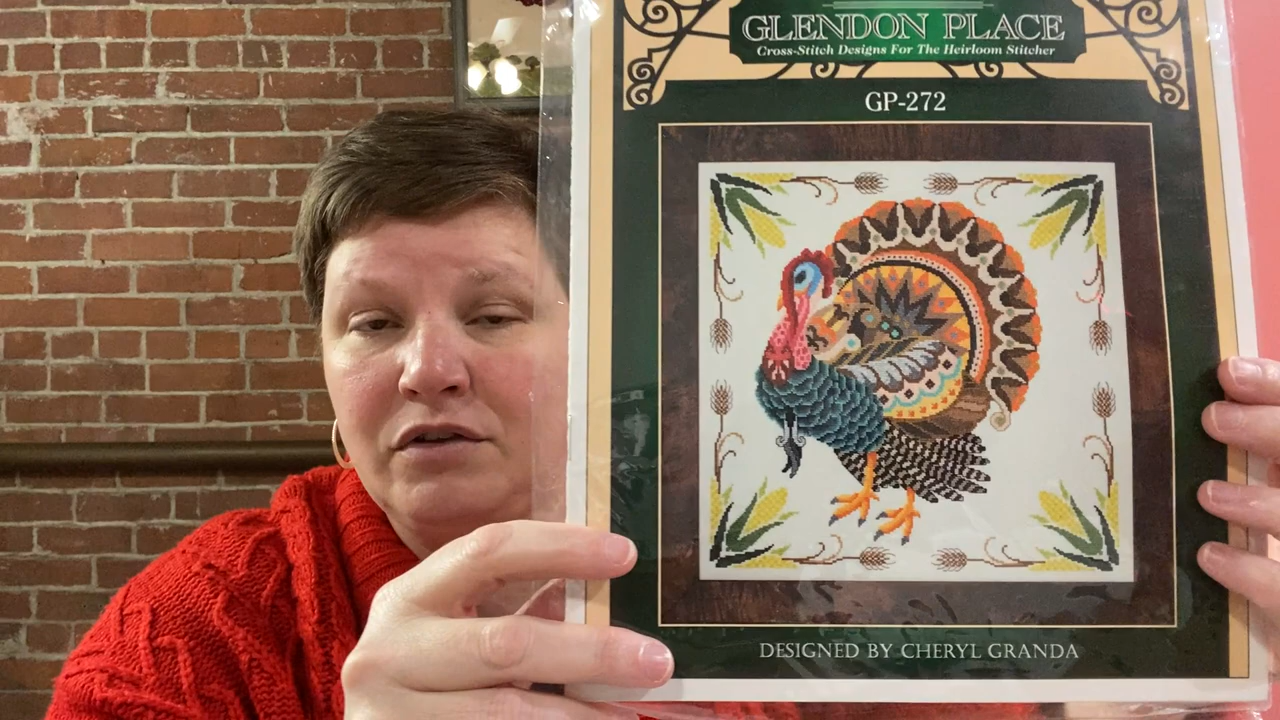 GLENDON PLACE
Cross-Stitch Designs For The Heirloom Stitcher
GP-272
DESIGNED BY CHERYL GRANDA